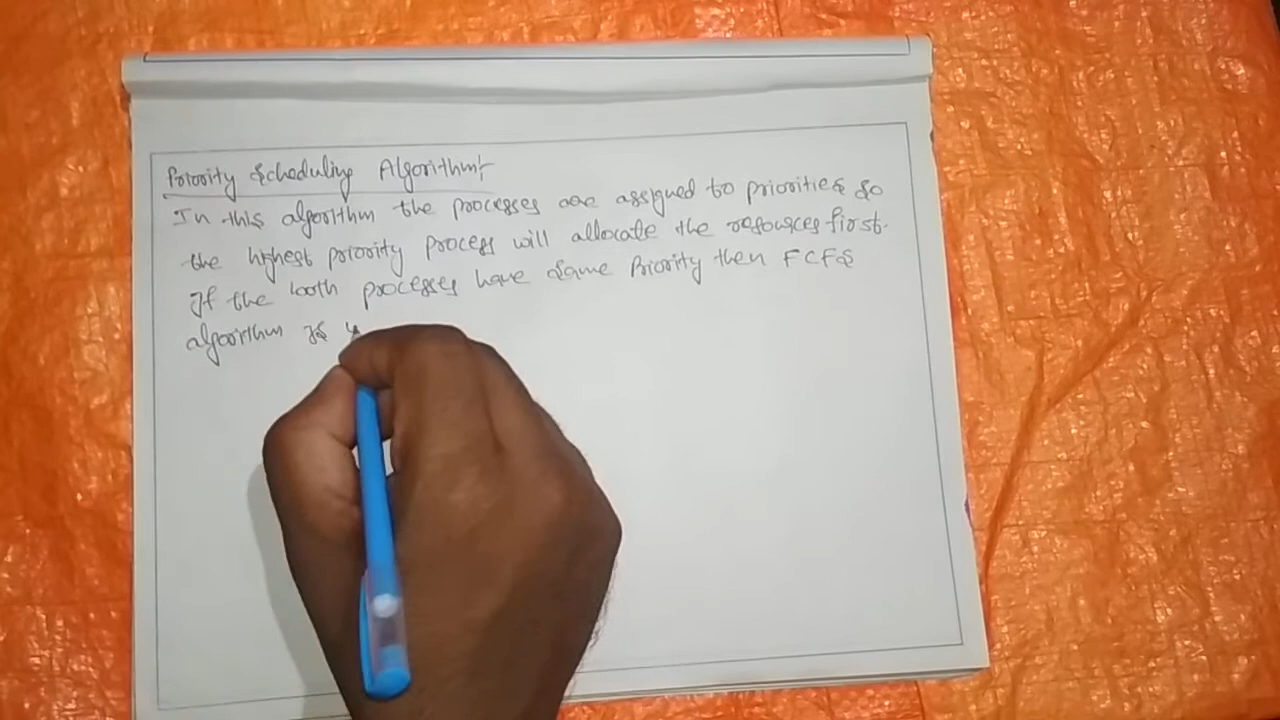 Priority Scheduling Algorithm:-
In this algorithm the processes are assigned to priorities so
the highest priority process will allocate the resources first.
If the both processes have same Priority then FCFS
algorithm is